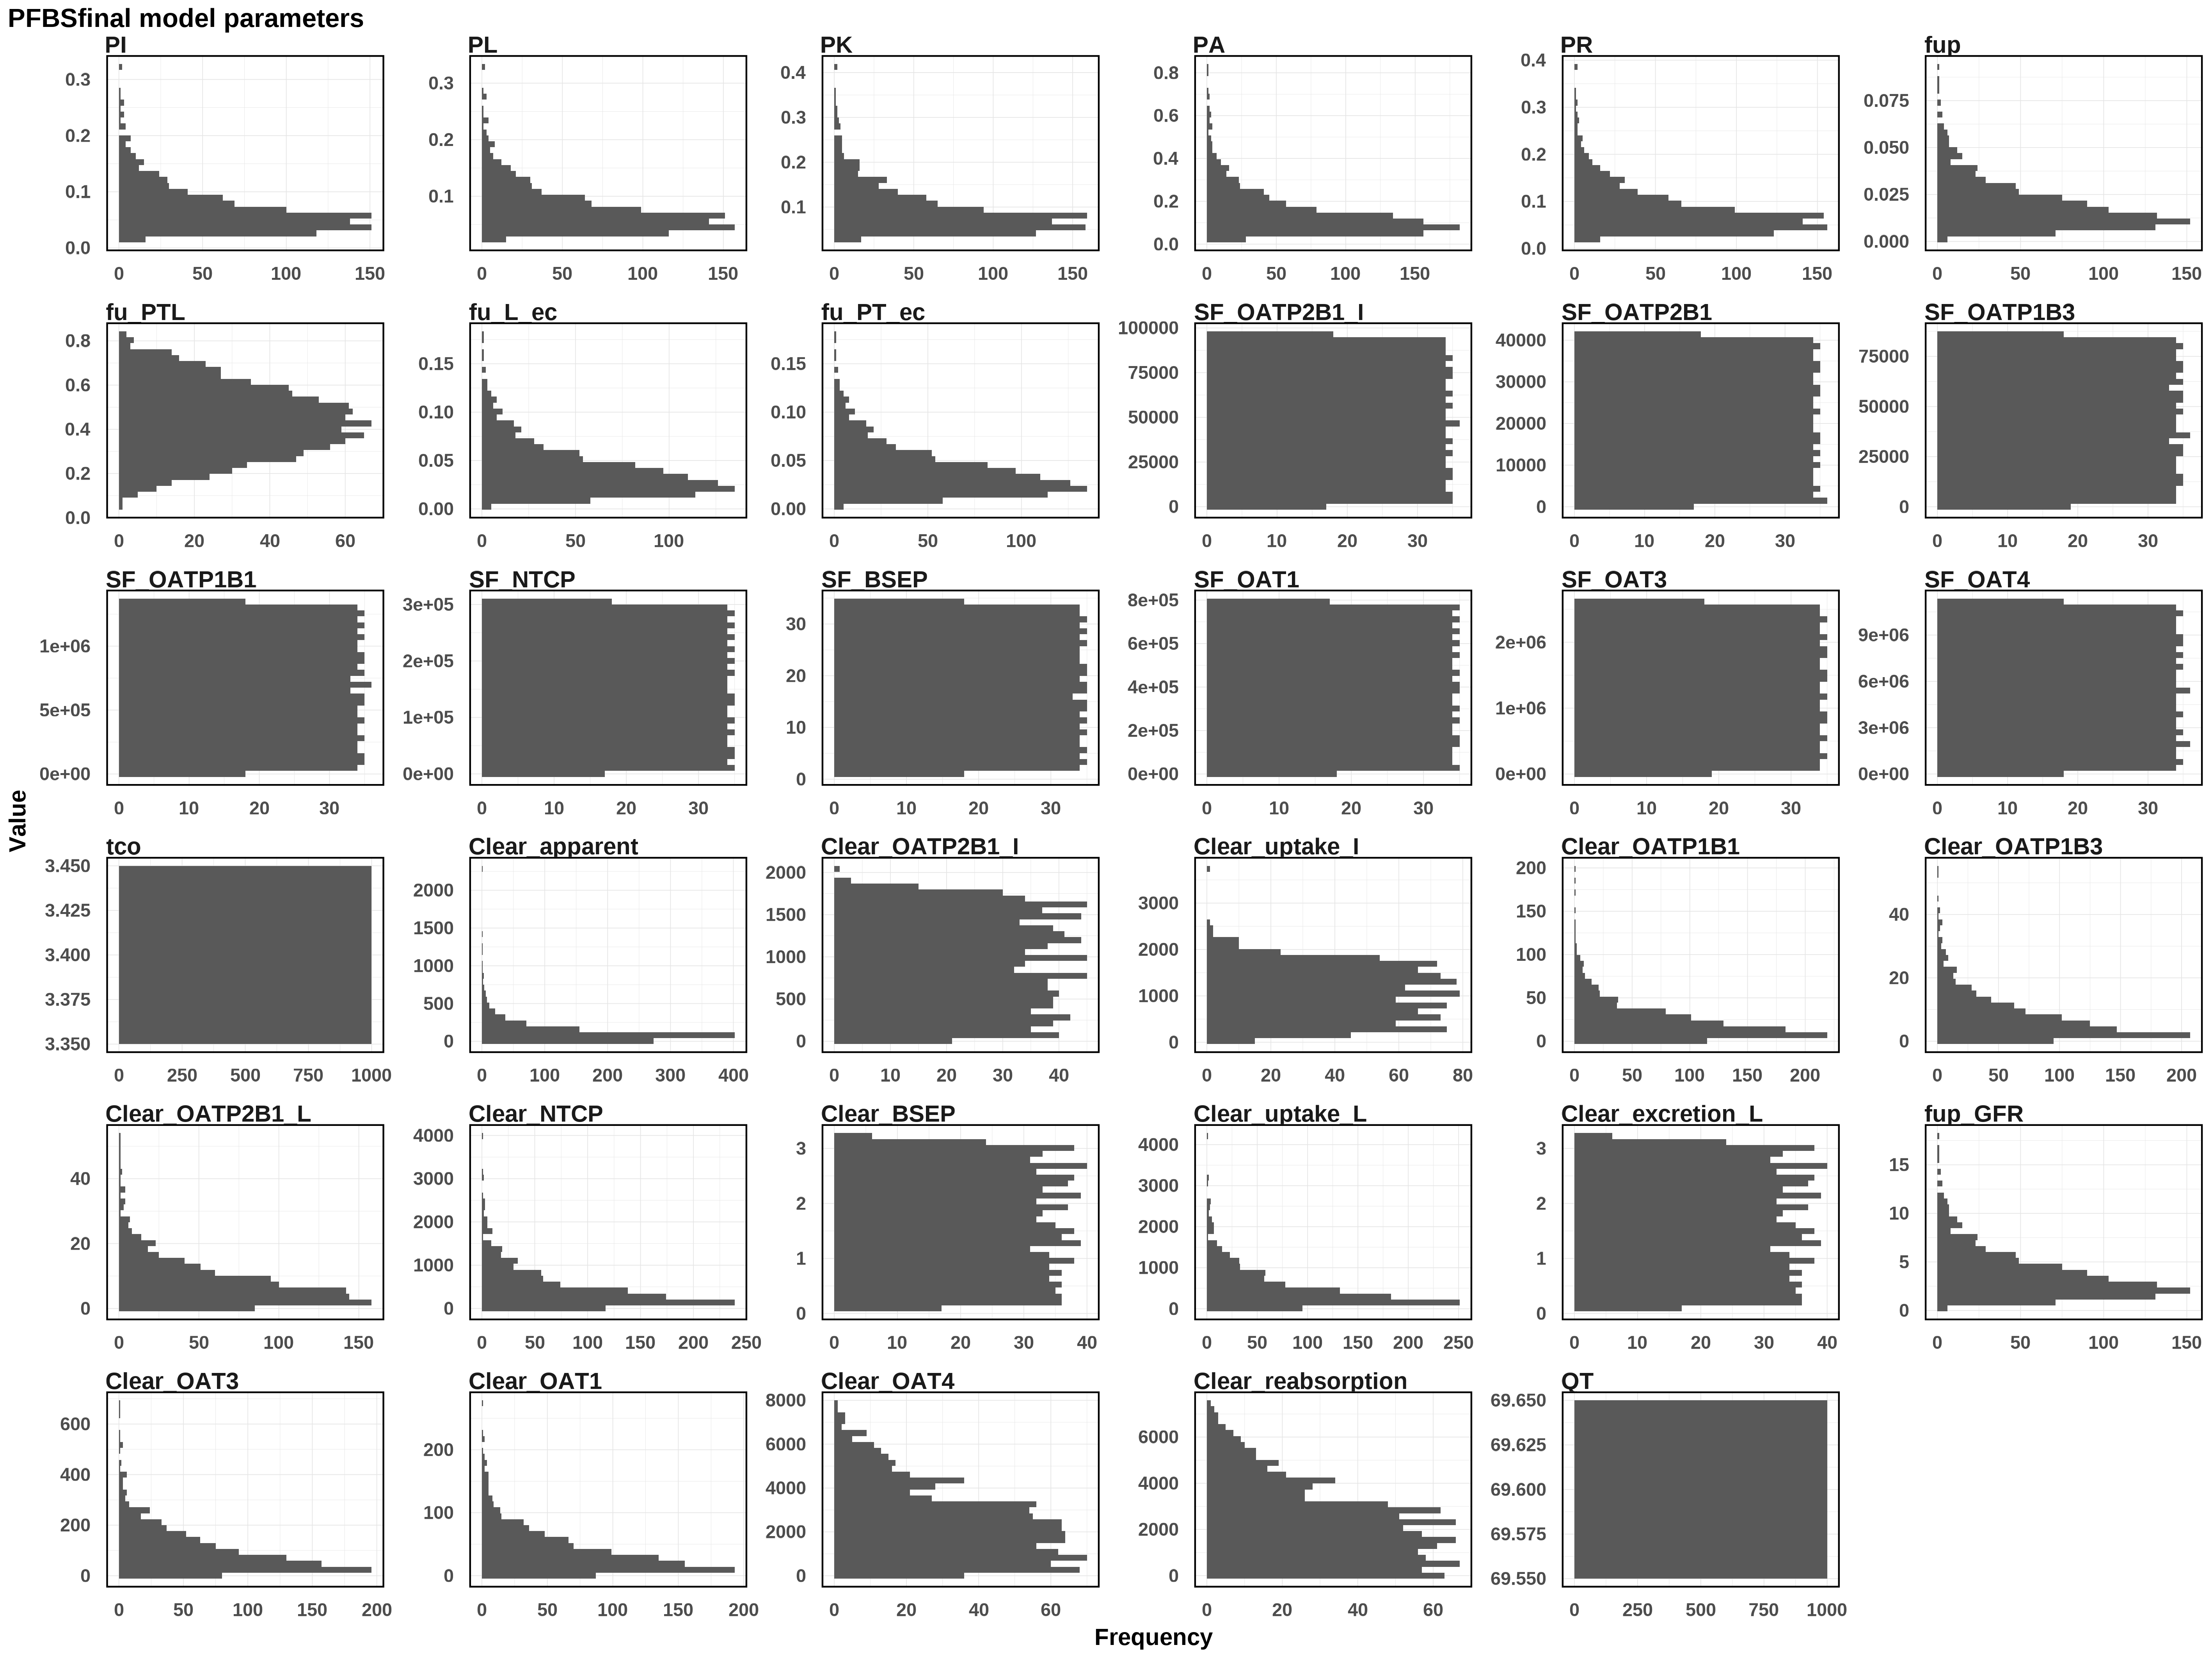 PFBSfinal model parameters
PI PL PK PA PR fup
0.3 0.2 0.1 0.0
0 50 100 150
0.3 0.2 0.1
0 50 100 150
0.4 0.3 0.2 0.1
0 50 100 150
0.8 0.6 0.4 0.2 0.0
0 50 100 150
0.4 0.3 0.2 0.1 0.0
0 50 100 150
0.075 0.050 0.025 0.000
0 50 100 150
fu_PTL fu_L_ec fu_PT_ec SF_OATP2B1_I SF_OATP2B1 SF_OATP1B3
0.8 0.6 0.4 0.2 0.0
0 20 40 60
0.15 0.10 0.05 0.00
0 50 100
0.15 0.10 0.05 0.00
0 50 100
100000 75000 50000 25000 0
0 10 20 30
40000 30000 20000 10000 0
0 10 20 30
75000 50000 25000 0
0 10 20 30
SF_OATP1B1 SF_NTCP SF_BSEP SF_OAT1 SF_OAT3 SF_OAT4
1e+06 5e+05 0e+00
0 10 20 30
3e+05 2e+05 1e+05 0e+00
0 10 20 30
30 20 10 0
0 10 20 30
8e+05 6e+05 4e+05 2e+05 0e+00
0 10 20 30
2e+06 1e+06 0e+00
0 10 20 30
9e+06 6e+06 3e+06 0e+00
0 10 20 30
Value
tco Clear_apparent Clear_OATP2B1_I Clear_uptake_I Clear_OATP1B1 Clear_OATP1B3
3.450 3.425 3.400 3.375 3.350
0 250 500 750 1000
2000 1500 1000 500 0
0 100 200 300 400
2000 1500 1000 500 0
0 10 20 30 40
3000 2000 1000 0
0 20 40 60 80
200 150 100 50 0
0 50 100 150 200
40 20 0
0 50 100 150 200
Clear_OATP2B1_L Clear_NTCP Clear_BSEP Clear_uptake_L Clear_excretion_L fup_GFR
40 20 0
0 50 100 150
4000 3000 2000 1000 0
0 50 100 150 200 250
3 2 1 0
0 10 20 30 40
4000 3000 2000 1000 0
0 50 100 150 200 250
3 2 1 0
0 10 20 30 40
15 10 5 0
0 50 100 150
Clear_OAT3 Clear_OAT1 Clear_OAT4 Clear_reabsorption QT
600 400 200 0
0 50 100 150 200
200 100 0
0 50 100 150 200
8000 6000 4000 2000 0
0 20 40 60
6000 4000 2000 0
0 20 40 60
69.650 69.625 69.600 69.575 69.550
0 250 500 750 1000
Frequency